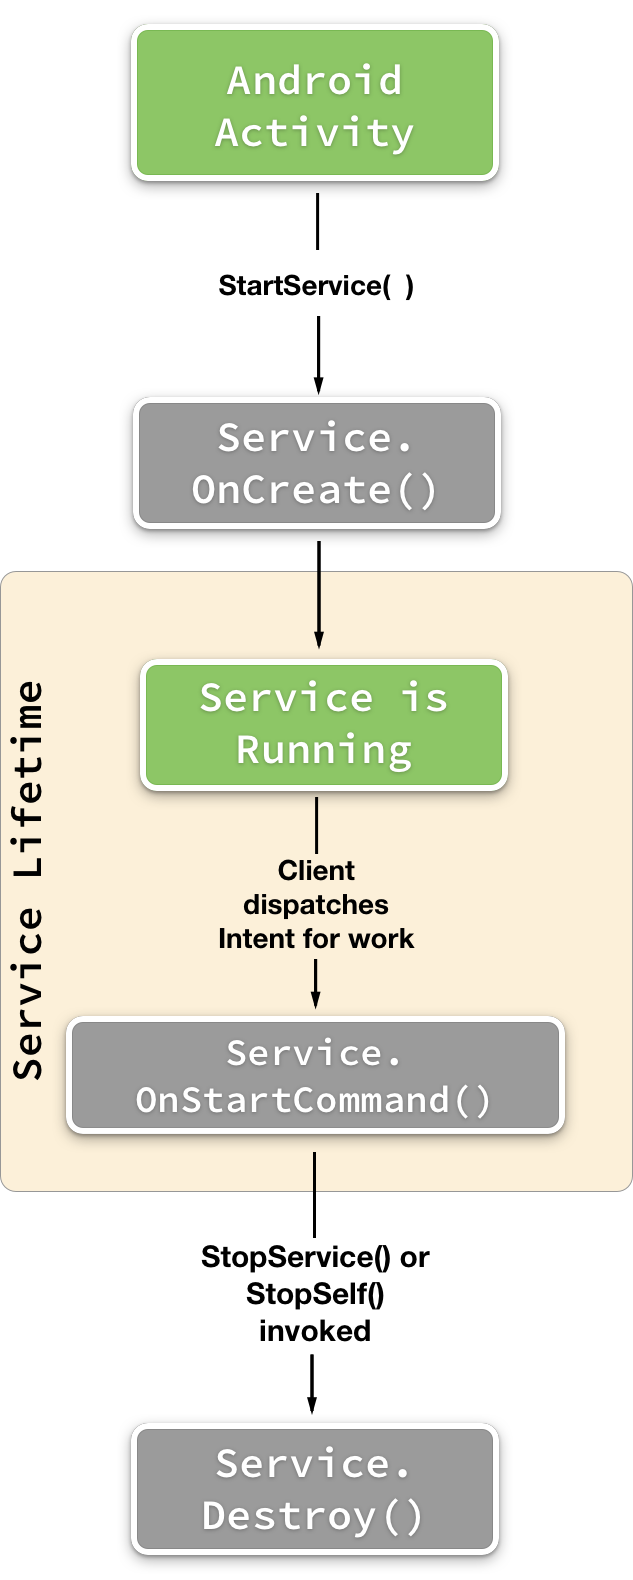 Android
Activity
StartService( )
Service.
OnCreate()
Service Lifetime
Service is
Running
Client
dispatches
Intent for work
Service.
OnStartCommand()
StopService() or
StopSelf()
invoked
Service.
Destroy()